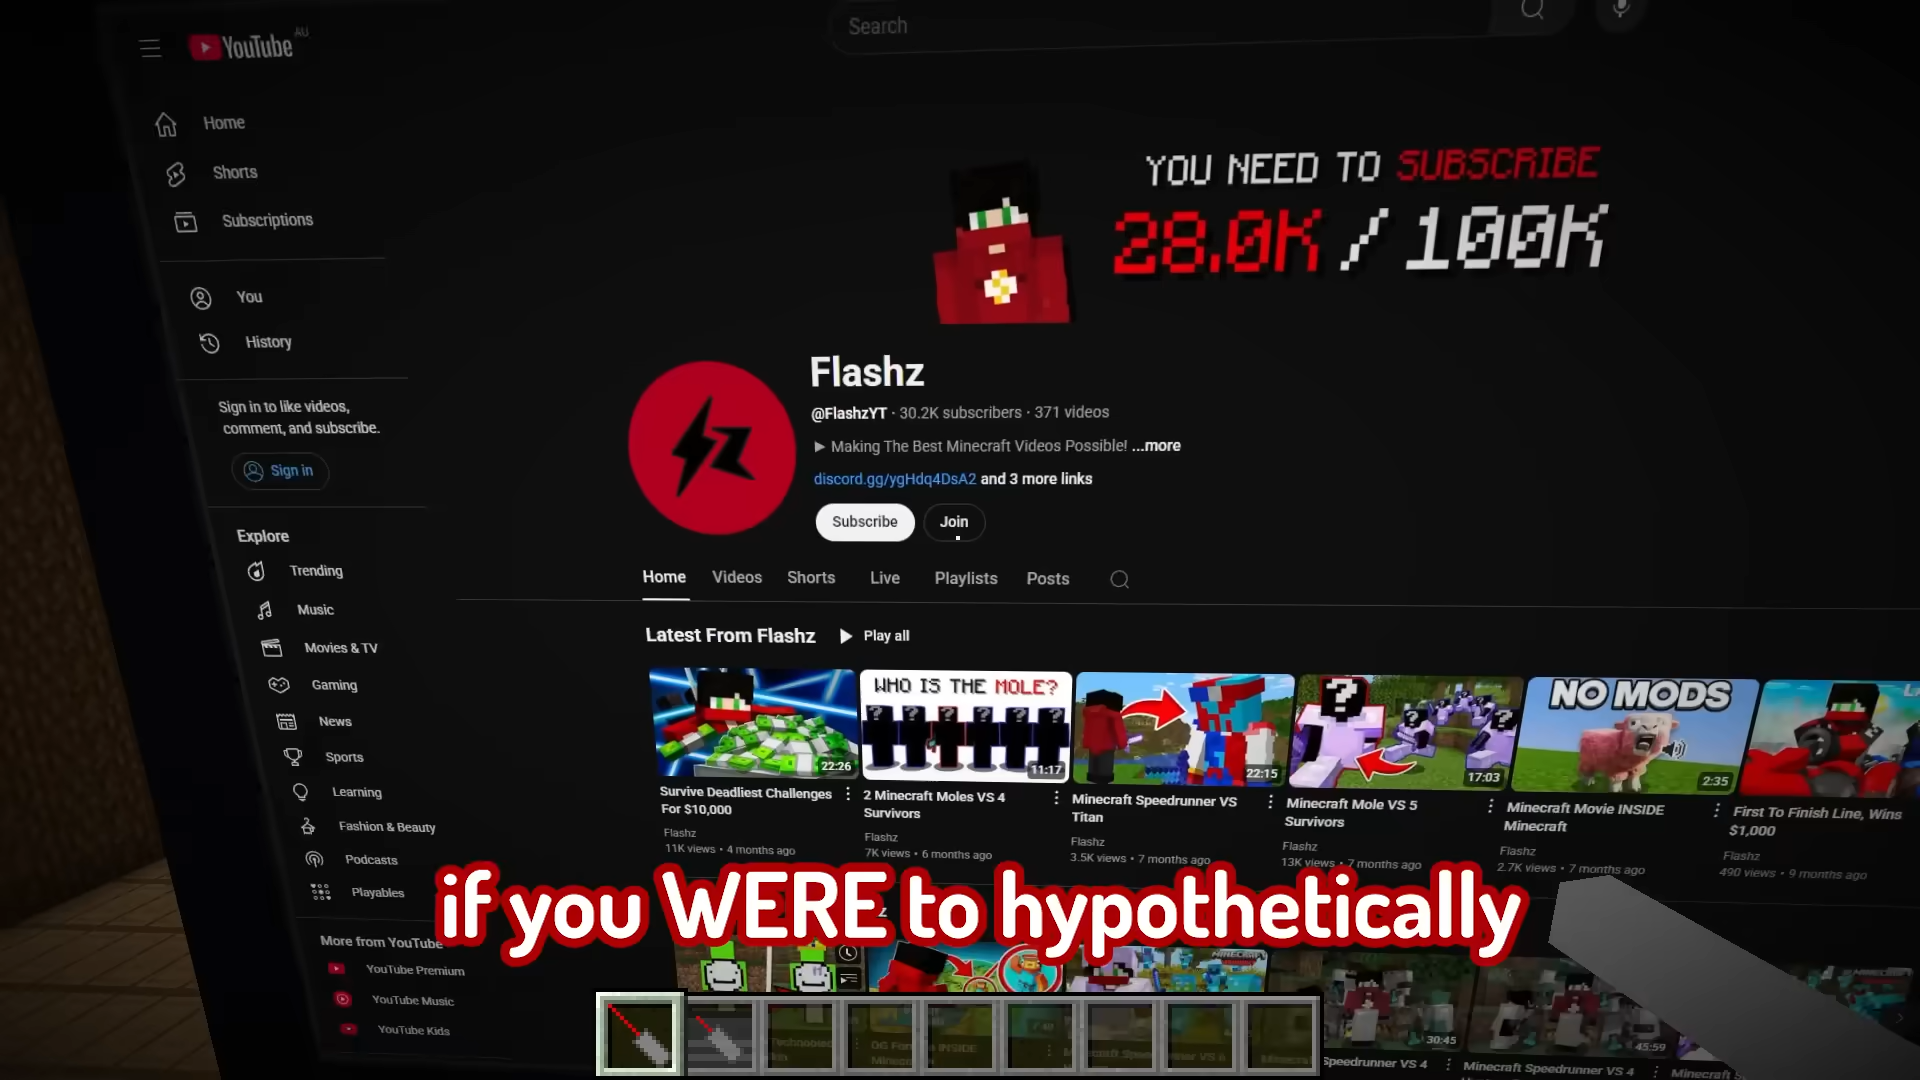 YouTube AU
Search
Home
Shorts
Subscriptions
You
History
Sign in to like videos,
comment, and subscribe.
Sign in
Explore
Trending
Music
Movies & TV
Gaming
News
Sports
Learning
Fashion & Beauty
Podcasts
Playables
More from YouTube
YouTube Premium
YouTube Music
YouTube Kids
YOU NEED TO SUBSCRIBE
28.0K / 100K
Flashz
@FlashzYT · 30.2K subscribers · 371 videos
Making The Best Minecraft Videos Possible! ...more
discord.gg/ygHdq4DsA2 and 3 more links
Subscribe
Join
Home Videos Shorts Live Playlists Posts
Latest From Flashz
Play all
22:26
Survive Deadliest Challenges
For $10,000
Flashz
11K views • 4 months ago
WHO IS THE MOLE?
11:17
2 Minecraft Moles VS 4
Survivors
Flashz
7K views • 6 months ago
22:15
Minecraft Speedrunner VS
Titan
Flashz
3.5K views • 7 months ago
17:03
Minecraft Mole VS 5
Survivors
Flashz
13K views • 7 months ago
NO MODS
2:35
Minecraft Movie INSIDE
Minecraft
Flashz
2.7K views • 7 months ago
First To Finish Line, Wins
$1,000
Flashz
490 views • 9 months ago
if you WERE to hypothetically
30:45
Speedrunner VS 4
45:59
Minecraft Speedrunner VS 4